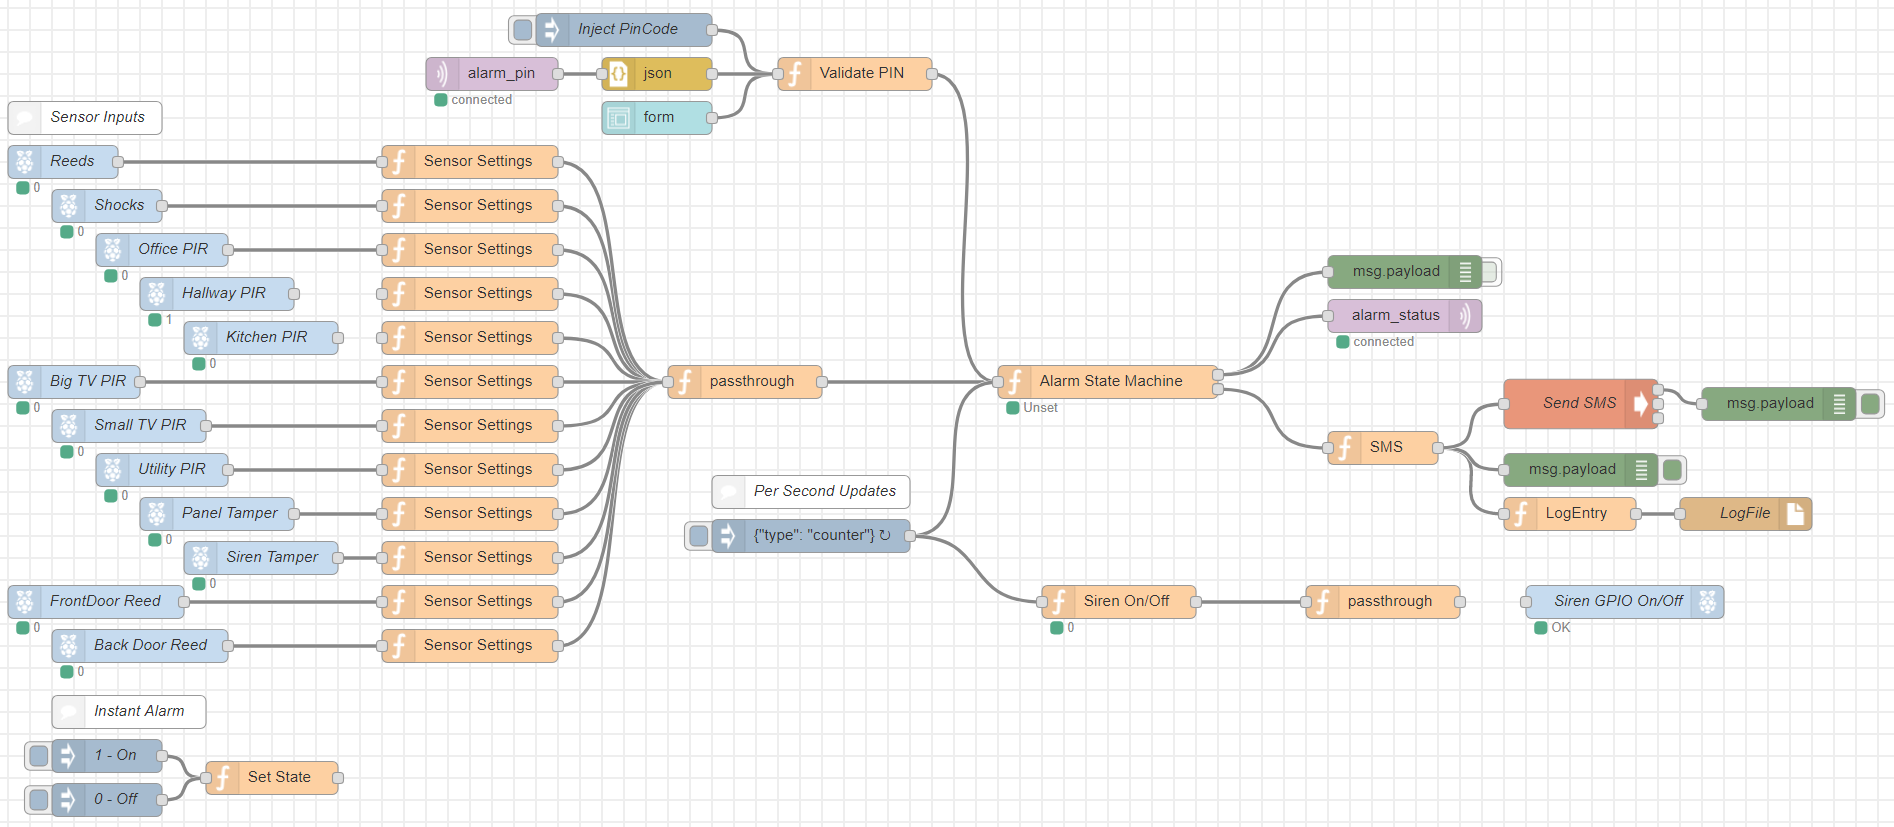 Inject PinCode
alarm_pin
json
Validate PIN
connected
form
Sensor Inputs
Reeds
Sensor Settings
0
Shocks
Sensor Settings
0
Office PIR
Sensor Settings
0
msg.payload
Hallway PIR
Sensor Settings
1
alarm_status
connected
Kitchen PIR
Sensor Settings
0
Big TV PIR
Sensor Settings
passthrough
Alarm State Machine
0
Unset
Send SMS
msg.payload
Small TV PIR
Sensor Settings
0
SMS
Utility PIR
Sensor Settings
0
msg.payload
Per Second Updates
Panel Tamper
Sensor Settings
0
LogEntry
LogFile
{"type": "counter"} ↻
Siren Tamper
Sensor Settings
0
FrontDoor Reed
Sensor Settings
0
Siren On/Off
0
passthrough
Siren GPIO On/Off
OK
Back Door Reed
Sensor Settings
0
Instant Alarm
1 - On
Set State
0 - Off